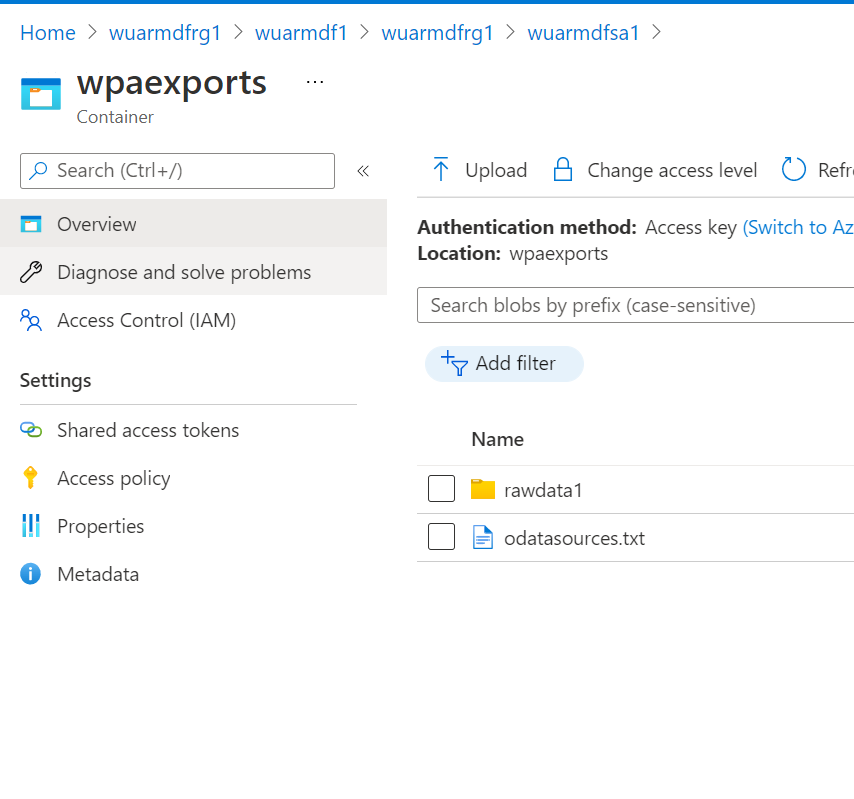 Home > wuarmdfrg1 > wuarmdf1 > wuarmdfrg1 > wuarmdfsa1 >
wpaexports ...
Container
Search (Ctrl+/) «
Overview
Diagnose and solve problems
Access Control (IAM)
Settings
Shared access tokens
Access policy
Properties
Metadata
Upload Change access level Refr
Authentication method: Access key (Switch to Az
Location: wpaexports
Search blobs by prefix (case-sensitive)
Add filter
Name
rawdata1
odatasources.txt